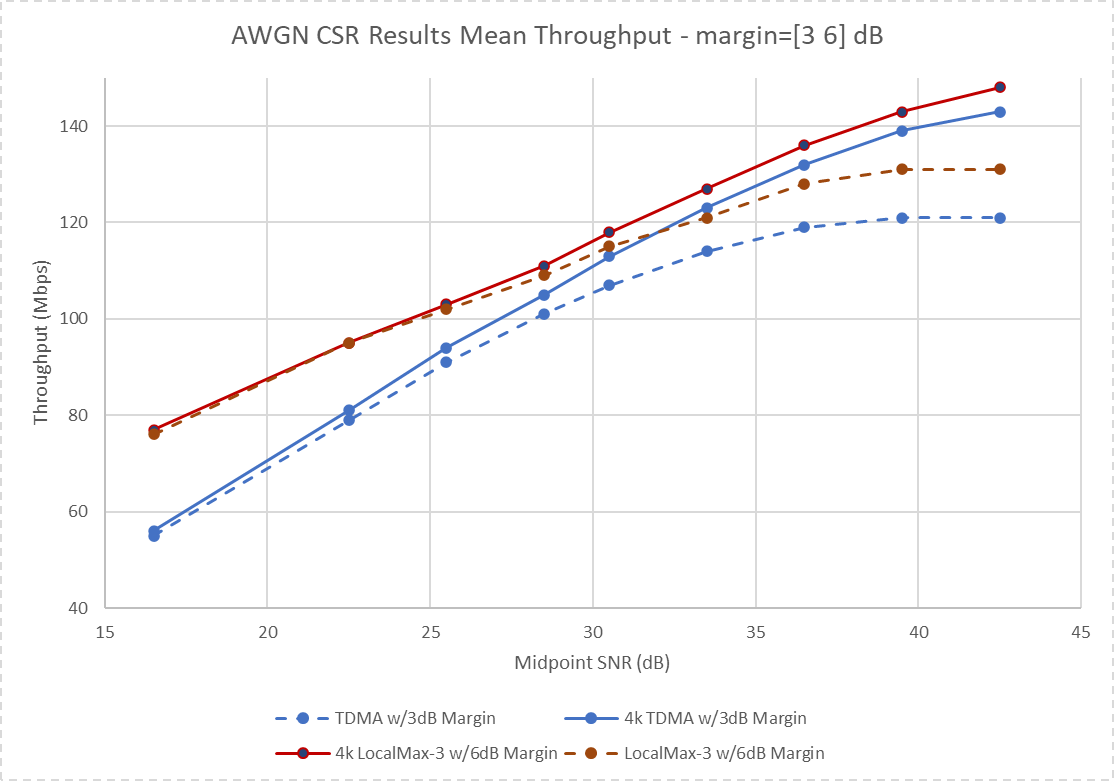 AWGN CSR Results Mean Throughput - margin=[3 6] dB
Throughput (Mbps)
140
120
100
80
60
40
15 20 25 30 35 40 45
Midpoint SNR (dB)
TDMA w/3dB Margin 4k TDMA w/3dB Margin
4k LocalMax-3 w/6dB Margin LocalMax-3 w/6dB Margin